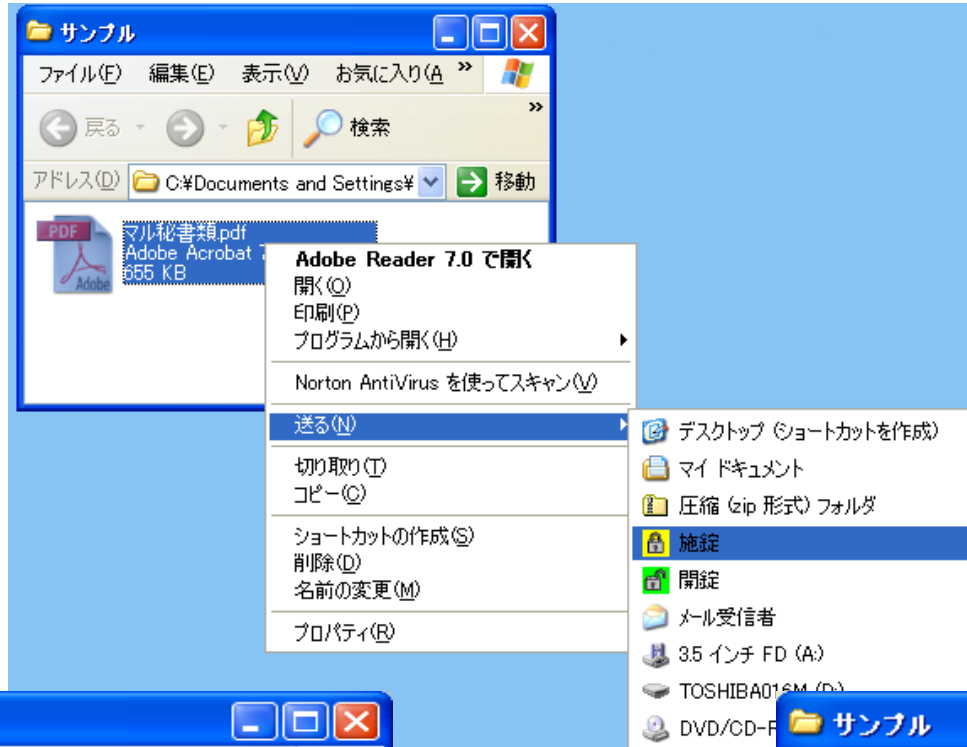 サンプル
ファイル(F) 編集(E) 表示(V) お気に入り(A »
戻る 検索 »
アドレス(D) C:¥Documents and Settings¥ 移動
PDF
Adobe
マル秘書類.pdf
Adobe Acrobat 7
655 KB
Adobe Reader 7.0 で開く
開く(O)
印刷(P)
プログラムから開く(H)
Norton AntiVirus を使ってスキャン(V)
送る(N)
切り取り(T)
コピー(C)
ショートカットの作成(S)
削除(D)
名前の変更(M)
プロパティ(R)
デスクトップ (ショートカットを作成)
マイ ドキュメント
圧縮 (zip 形式) フォルダ
施錠
開錠
メール受信者
3.5 インチ FD (A:)
TOSHIBA016M (D:)
DVD/CD-R
サンプル